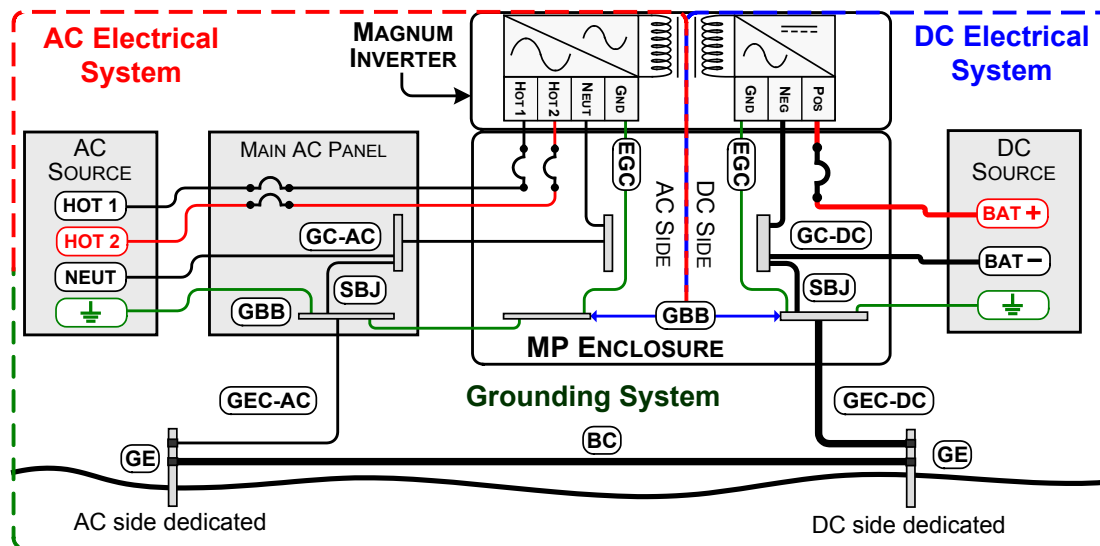 AC Electrical
System
MAGNUM
INVERTER
DC Electrical
System
HOT 1
HOT 2
NEUT
GND
GND
NEG
POS
AC
SOURCE
HOT 1
HOT 2
NEUT
MAIN AC PANEL
GC-AC
SBJ
GBB
EGC
AC SIDE
DC SIDE
EGC
GBB
MP ENCLOSURE
GC-DC
SBJ
DC
SOURCE
BAT +
BAT −
GEC-AC
Grounding System
GEC-DC
BC
GE
GE
AC side dedicated
DC side dedicated